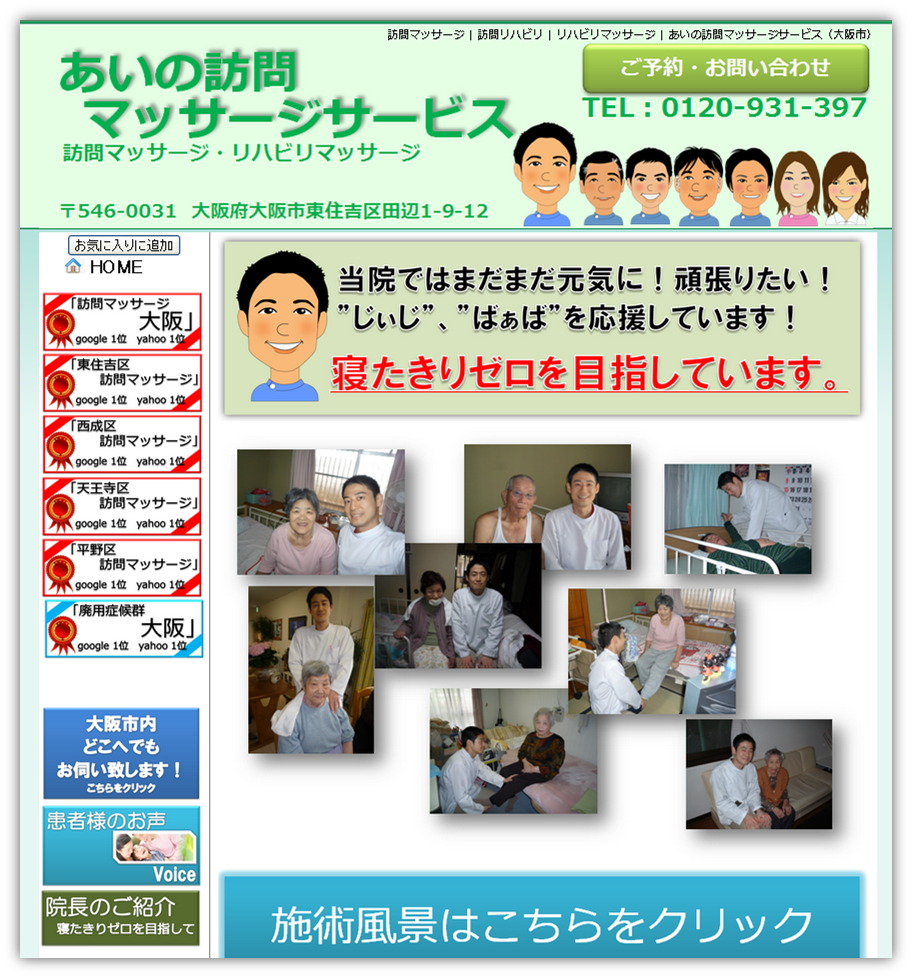 訪問マッサージ | 訪問リハビリ | リハビリマッサージ | あいの訪問マッサージサービス（大阪市）
あいの訪問
マッサージサービス
訪問マッサージ・リハビリマッサージ
〒546-0031 大阪府大阪市東住吉区田辺1-9-12
ご予約・お問い合わせ
TEL：0120-931-397
お気に入りに追加
HOME
「訪問マッサージ
大阪」
google 1位 yahoo 1位
「東住吉区
訪問マッサージ」
google 1位 yahoo 1位
「西成区
訪問マッサージ」
google 1位 yahoo 1位
「天王寺区
訪問マッサージ」
google 1位 yahoo 1位
「平野区
訪問マッサージ」
google 1位 yahoo 1位
「廃用症候群
大阪」
google 1位 yahoo 1位
大阪市内
どこへでも
お伺い致します！
こちらをクリック
患者様のお声
Voice
院長のご紹介
寝たきりゼロを目指して
当院ではまだまだ元気に！頑張りたい！
”じぃじ”、”ばぁば”を応援しています！
寝たきりゼロを目指しています。
施術風景はこちらをクリック